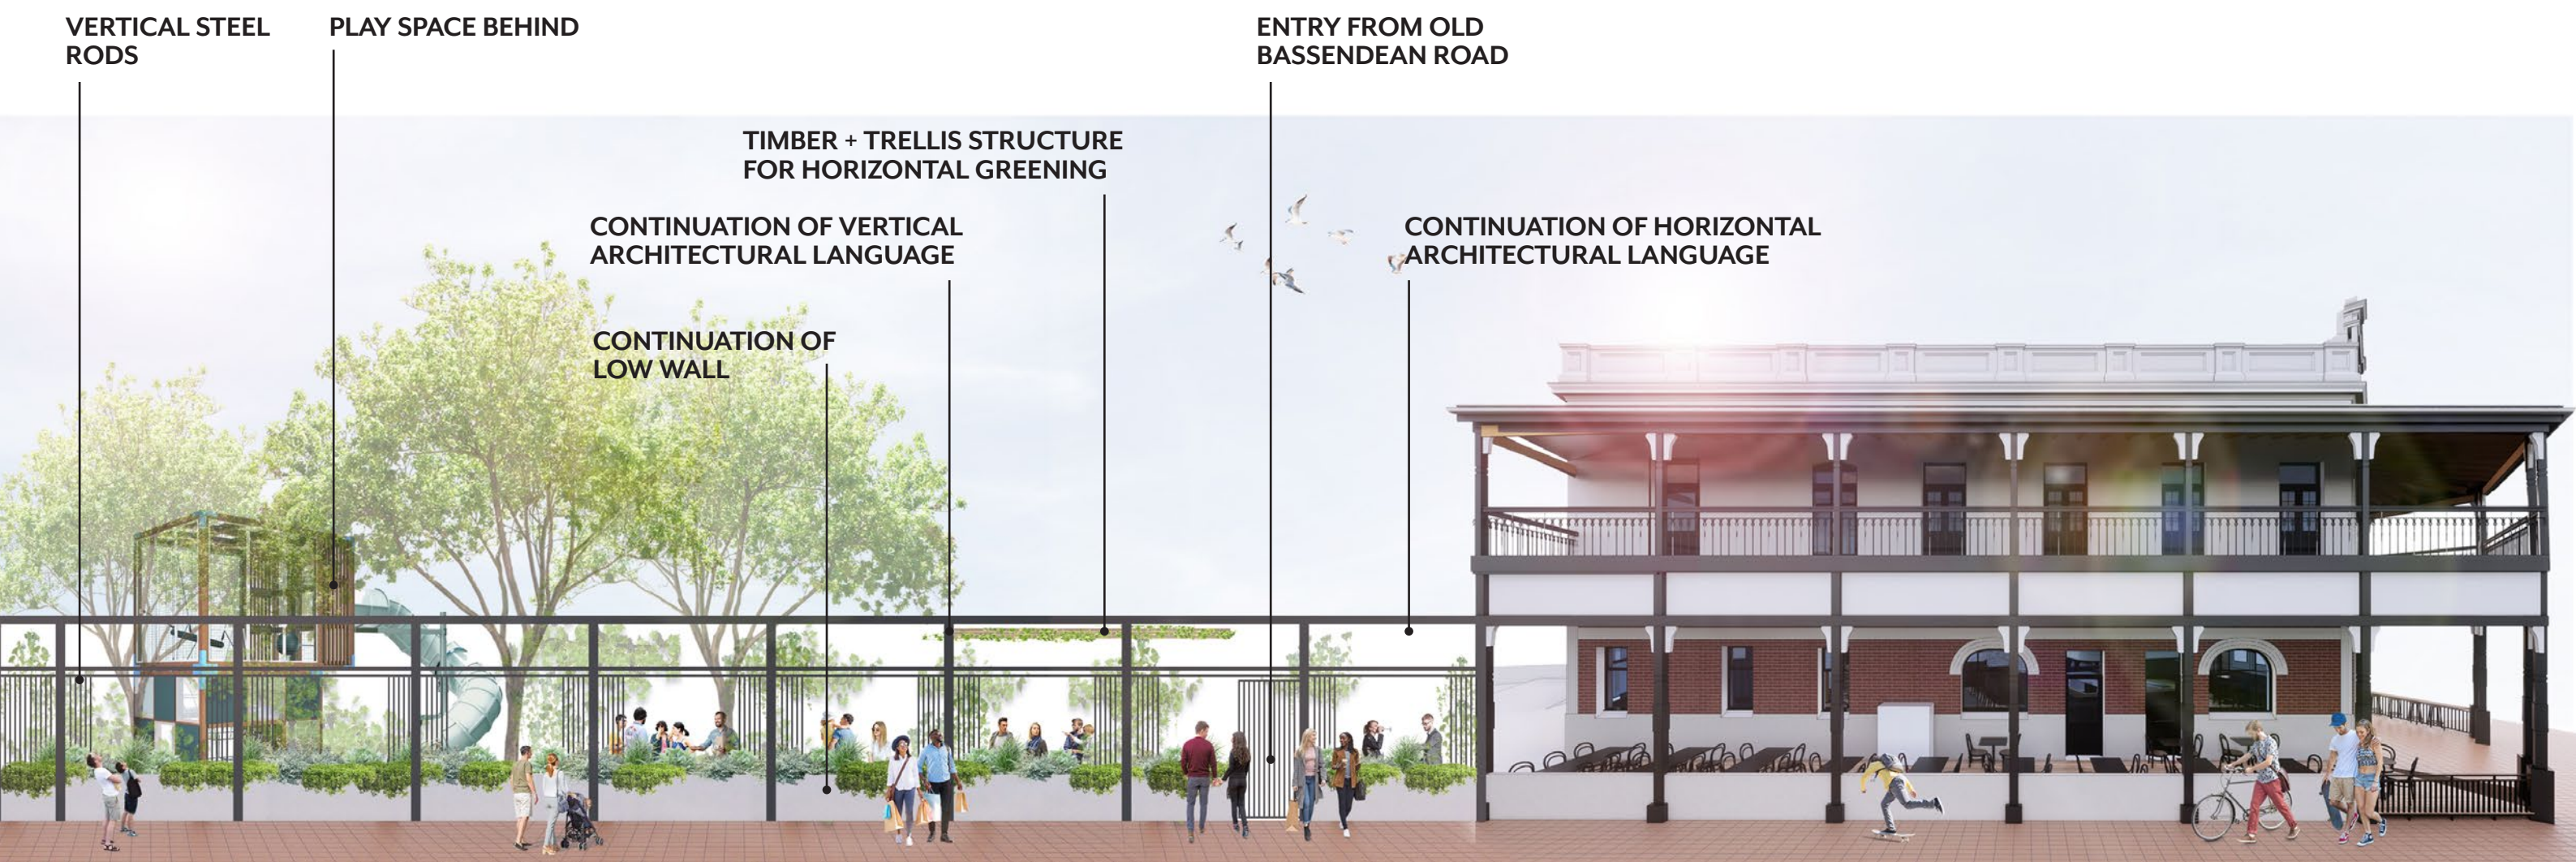 VERTICAL STEEL
RODS
PLAY SPACE BEHIND
ENTRY FROM OLD
BASSENDEAN ROAD
TIMBER + TRELLIS STRUCTURE
FOR HORIZONTAL GREENING
CONTINUATION OF VERTICAL
ARCHITECTURAL LANGUAGE
CONTINUATION OF HORIZONTAL
ARCHITECTURAL LANGUAGE
CONTINUATION OF
LOW WALL